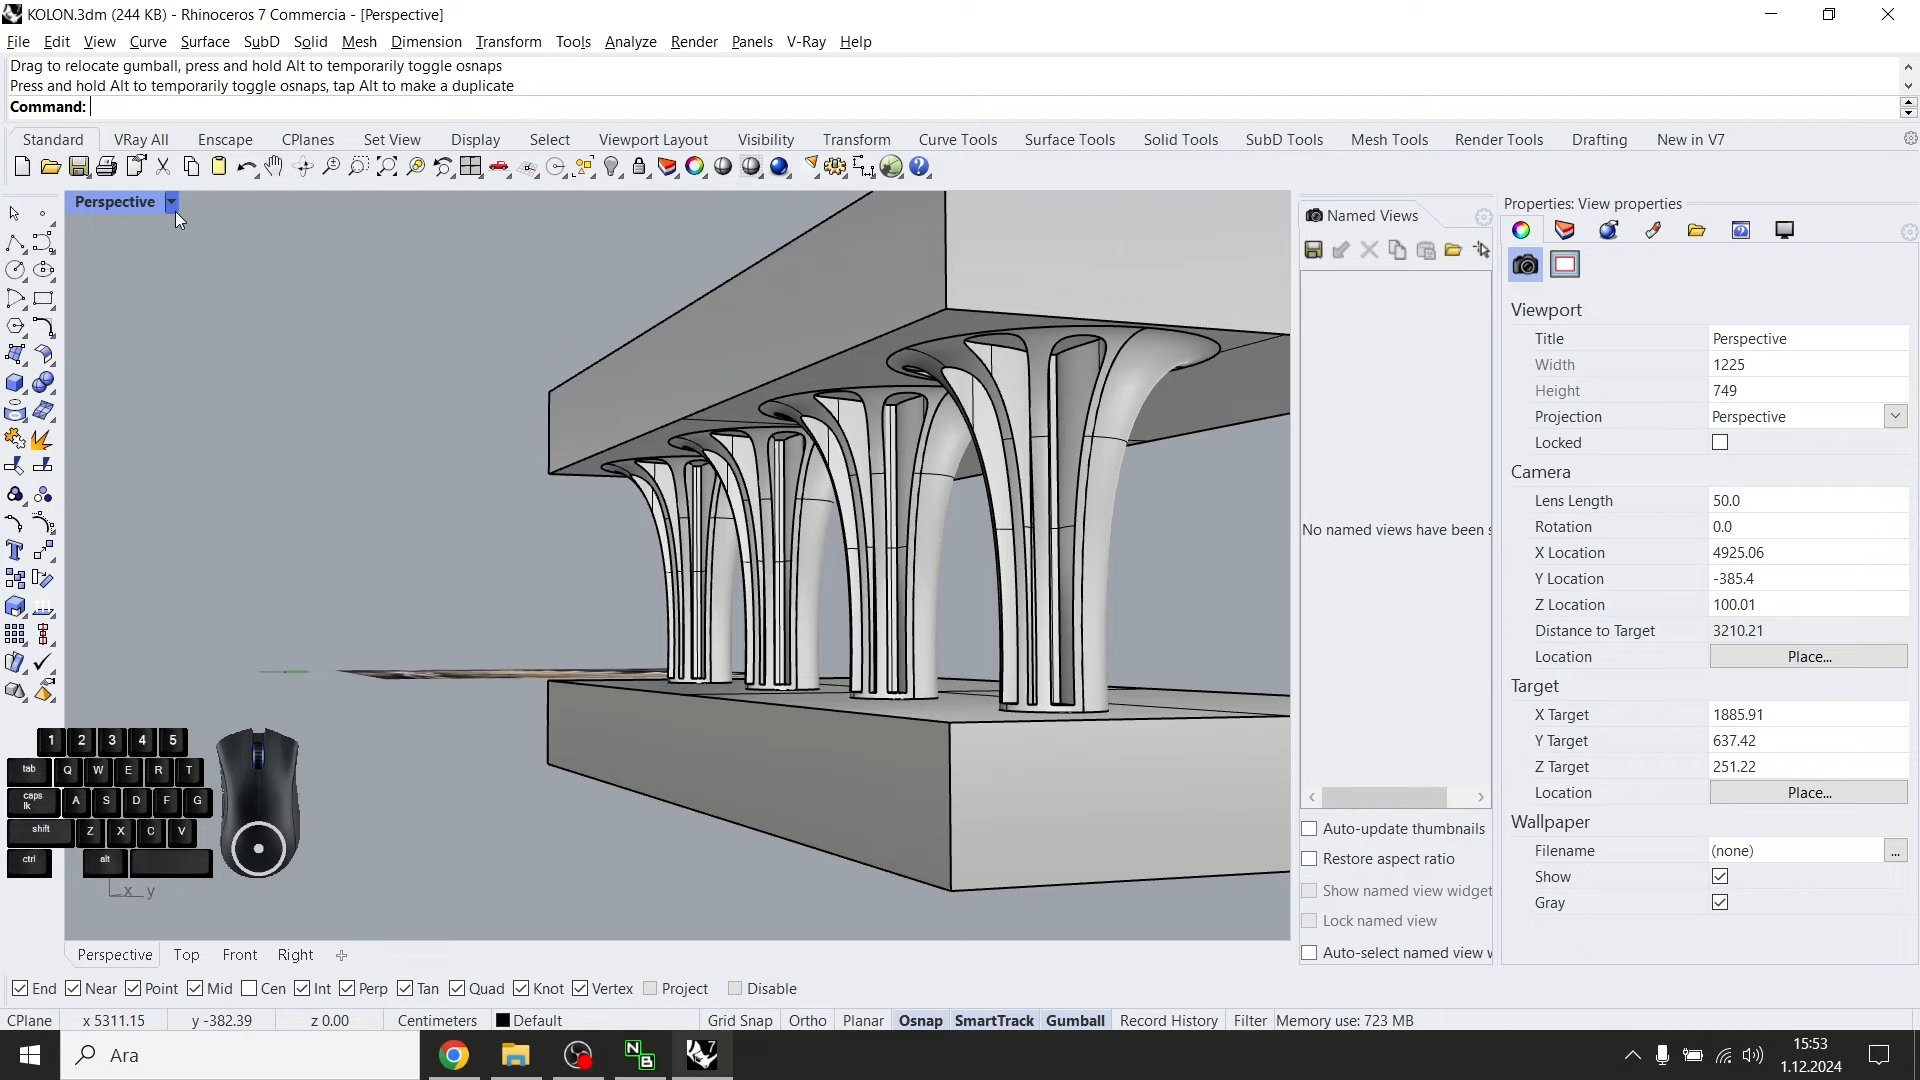 KOLON.3dm (244 KB) - Rhinoceros 7 Commercia - [Perspective]
File Edit View Curve Surface SubD Solid Mesh Dimension Transform Tools Analyze Render Panels V-Ray Help
Drag to relocate gumball, press and hold Alt to temporarily toggle osnaps
Press and hold Alt to temporarily toggle osnaps, tap Alt to make a duplicate
Command:
Standard VRay All Enscape CPlanes Set View Display Select Viewport Layout Visibility Transform Curve Tools Surface Tools Solid Tools SubD Tools Mesh Tools Render Tools Drafting New in V7
Perspective
Named Views
No named views have been s
Auto-update thumbnails
Restore aspect ratio
Show named view widget
Lock named view
Auto-select named view v
Properties: View properties
Viewport
Title Perspective
Width 1225
Height 749
Projection Perspective
Locked
Camera
Lens Length 50.0
Rotation 0.0
X Location 4925.06
Y Location -385.4
Z Location 100.01
Distance to Target 3210.21
Location Place...
Target
X Target 1885.91
Y Target 637.42
Z Target 251.22
Location Place...
Wallpaper
Filename (none) ...
Show
Gray
1 2 3 4 5
tab Q W E R T
caps lk A S D F G
shift Z X C V
ctrl alt
x y
Perspective Top Front Right
End Near Point Mid Cen Int Perp Tan Quad Knot Vertex Project Disable
CPlane x 5311.15 y -382.39 z 0.00 Centimeters Default Grid Snap Ortho Planar Osnap SmartTrack Gumball Record History Filter Memory use: 723 MB
Ara
N B
7
15:53
1.12.2024